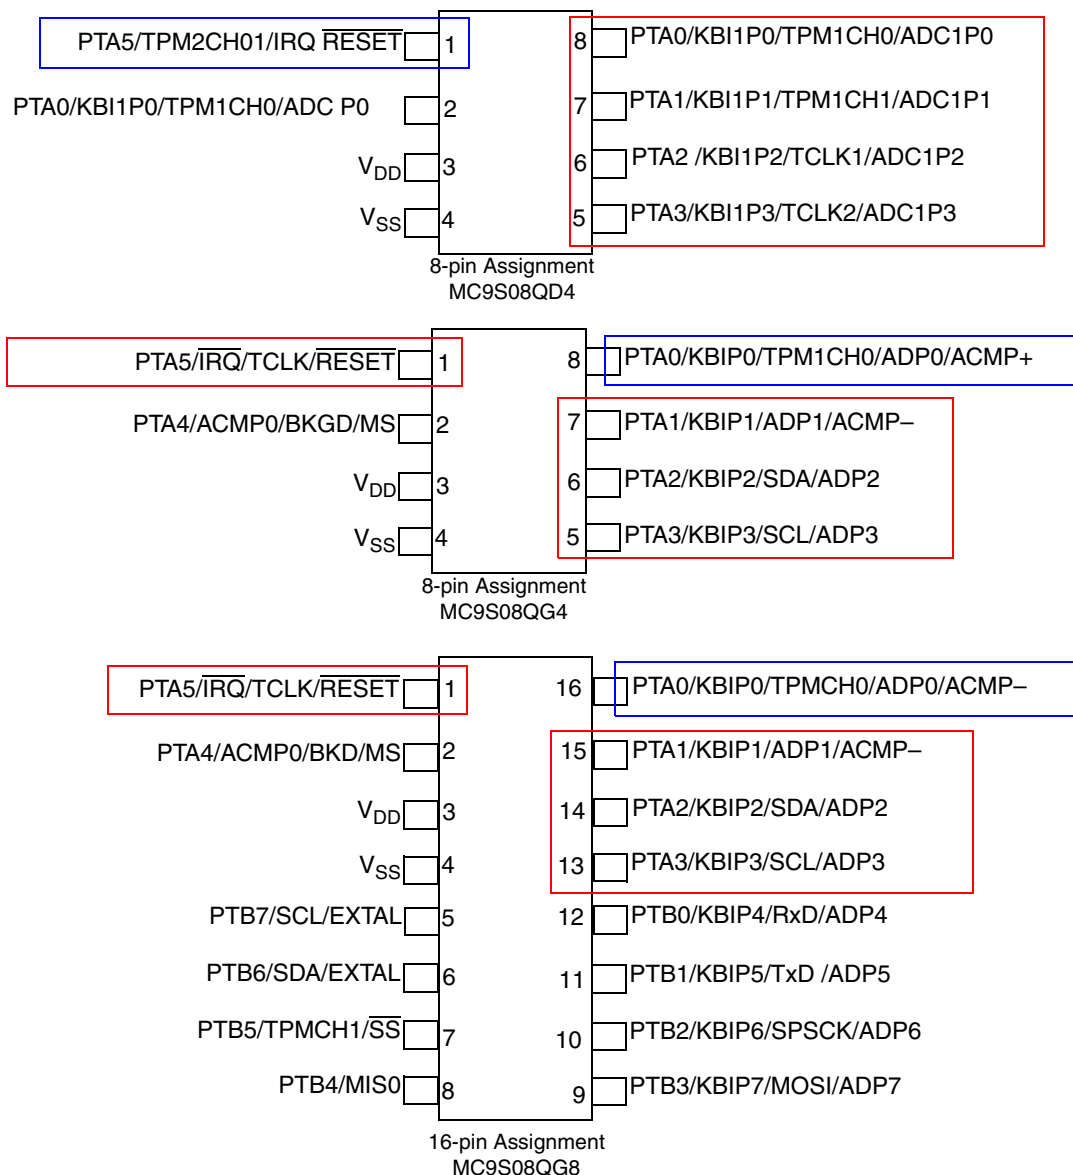 PTA5/TPM2CH01/IRQ RESET 1
8 PTA0/KBI1P0/TPM1CH0/ADC1P0
PTA0/KBI1P0/TPM1CH0/ADC P0 2
7 PTA1/KBI1P1/TPM1CH1/ADC1P1
VDD 3
6 PTA2 /KBI1P2/TCLK1/ADC1P2
VSS 4
5 PTA3/KBI1P3/TCLK2/ADC1P3
8-pin Assignment
MC9S08QD4
PTA5/IRQ/TCLK/RESET 1
8 PTA0/KBIP0/TPM1CH0/ADP0/ACMP+
PTA4/ACMP0/BKGD/MS 2
7 PTA1/KBIP1/ADP1/ACMP–
VDD 3
6 PTA2/KBIP2/SDA/ADP2
VSS 4
5 PTA3/KBIP3/SCL/ADP3
8-pin Assignment
MC9S08QG4
PTA5/IRQ/TCLK/RESET 1
16 PTA0/KBIP0/TPMCH0/ADP0/ACMP–
PTA4/ACMP0/BKD/MS 2
15 PTA1/KBIP1/ADP1/ACMP–
VDD 3
14 PTA2/KBIP2/SDA/ADP2
VSS 4
13 PTA3/KBIP3/SCL/ADP3
PTB7/SCL/EXTAL 5
12 PTB0/KBIP4/RxD/ADP4
PTB6/SDA/EXTAL 6
11 PTB1/KBIP5/TxD /ADP5
PTB5/TPMCH1/SS 7
10 PTB2/KBIP6/SPSCK/ADP6
PTB4/MIS0 8
9 PTB3/KBIP7/MOSI/ADP7
16-pin Assignment
MC9S08QG8